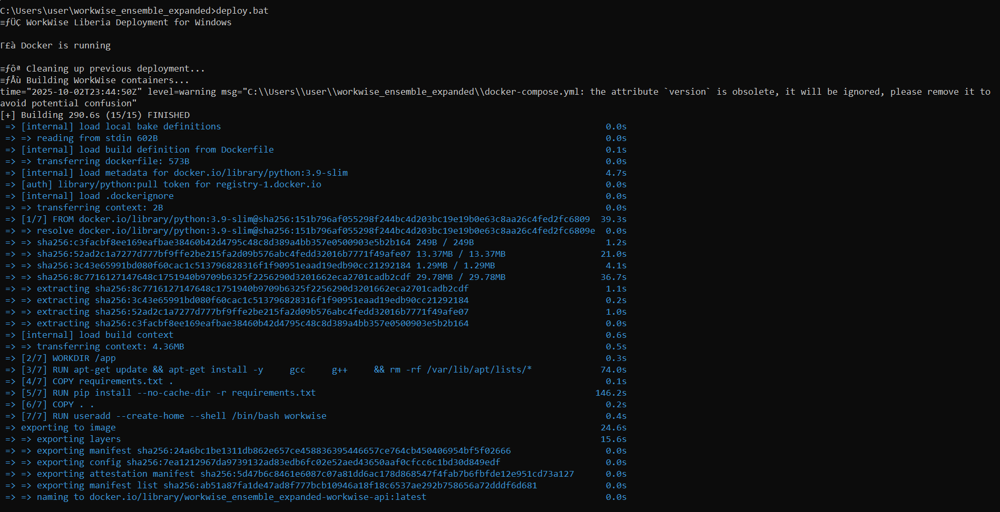 C:\Users\user\workwise_ensemble_expanded>deploy.bat
≡ƒÜÇ WorkWise Liberia Deployment for Windows
Γ£à Docker is running
≡ƒôª Cleaning up previous deployment...
≡ƒÅù Building WorkWise containers...
time="2025-10-02T23:44:50Z" level=warning msg="C:\\Users\\user\\workwise_ensemble_expanded\\docker-compose.yml: the attribute `version` is obsolete, it will be ignored, please remove it to
avoid potential confusion"
[+] Building 290.6s (15/15) FINISHED
=> [internal] load local bake definitions 0.0s
=> => reading from stdin 602B 0.0s
=> [internal] load build definition from Dockerfile 0.1s
=> => transferring dockerfile: 573B 0.0s
=> [internal] load metadata for docker.io/library/python:3.9-slim 4.7s
=> [auth] library/python:pull token for registry-1.docker.io 0.0s
=> [internal] load .dockerignore 0.0s
=> => transferring context: 2B 0.0s
=> [1/7] FROM docker.io/library/python:3.9-slim@sha256:151b796af055298f244bc4d203bc19e19b0e63c8aa26c4fed2fc6809 39.3s
=> => resolve docker.io/library/python:3.9-slim@sha256:151b796af055298f244bc4d203bc19e19b0e63c8aa26c4fed2fc6809e 0.0s
=> => sha256:c3facbf8ee169eafbae38460b42d4795c48c8d389a4bb357e0500903e5b2b164 249B / 249B 1.2s
=> => sha256:52ad2c1a7277d777bf9ffe2be215fa2d09b576abc4fedd32016b7771f49afe07 13.37MB / 13.37MB 21.0s
=> => sha256:3c43e65991bd080f60cac1c513796828316f1f90951eaad19edb90cc21292184 1.29MB / 1.29MB 4.1s
=> => sha256:8c7716127147648c1751940b9709b6325f2256290d3201662eca2701cadb2cdf 29.78MB / 29.78MB 36.7s
=> => extracting sha256:8c7716127147648c1751940b9709b6325f2256290d3201662eca2701cadb2cdf 1.1s
=> => extracting sha256:3c43e65991bd080f60cac1c513796828316f1f90951eaad19edb90cc21292184 0.2s
=> => extracting sha256:52ad2c1a7277d777bf9ffe2be215fa2d09b576abc4fedd32016b7771f49afe07 1.0s
=> => extracting sha256:c3facbf8ee169eafbae38460b42d4795c48c8d389a4bb357e0500903e5b2b164 0.0s
=> [internal] load build context 0.6s
=> => transferring context: 4.36MB 0.5s
=> [2/7] WORKDIR /app 0.3s
=> [3/7] RUN apt-get update && apt-get install -y     gcc     g++     && rm -rf /var/lib/apt/lists/* 74.0s
=> [4/7] COPY requirements.txt . 0.1s
=> [5/7] RUN pip install --no-cache-dir -r requirements.txt 146.2s
=> [6/7] COPY . . 0.2s
=> [7/7] RUN useradd --create-home --shell /bin/bash workwise 0.4s
=> exporting to image 24.6s
=> => exporting layers 15.6s
=> => exporting manifest sha256:24a6bc1be1311db862e657ce458836395446657ce764cb450406954bf5f02666 0.0s
=> => exporting config sha256:7ea1212967da9739132ad83edb6fc02e52aed43650aaf0cfcc6c1bd30d849edf 0.0s
=> => exporting attestation manifest sha256:5d47b6c8461e6087c07a81dd6ac178d868547f4fab7b6fbfde12e951cd73a127 0.0s
=> => exporting manifest list sha256:ab51a87fa1de47ad8f777bcb10946a18f18c6537ae292b758656a72dddf6d681 0.0s
=> => naming to docker.io/library/workwise_ensemble_expanded-workwise-api:latest 0.0s